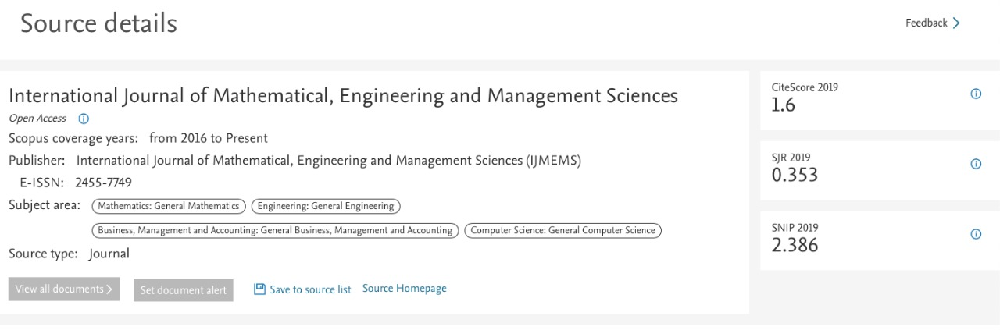 Source details
Feedback
International Journal of Mathematical, Engineering and Management Sciences
Open Access
Scopus coverage years: from 2016 to Present
Publisher: International Journal of Mathematical, Engineering and Management Sciences (IJMEMS)
E-ISSN: 2455-7749
Subject area: Mathematics: General Mathematics Engineering: General Engineering
Business, Management and Accounting: General Business, Management and Accounting Computer Science: General Computer Science
Source type: Journal
View all documents Set document alert Save to source list Source Homepage
CiteScore 2019
1.6
SJR 2019
0.353
SNIP 2019
2.386